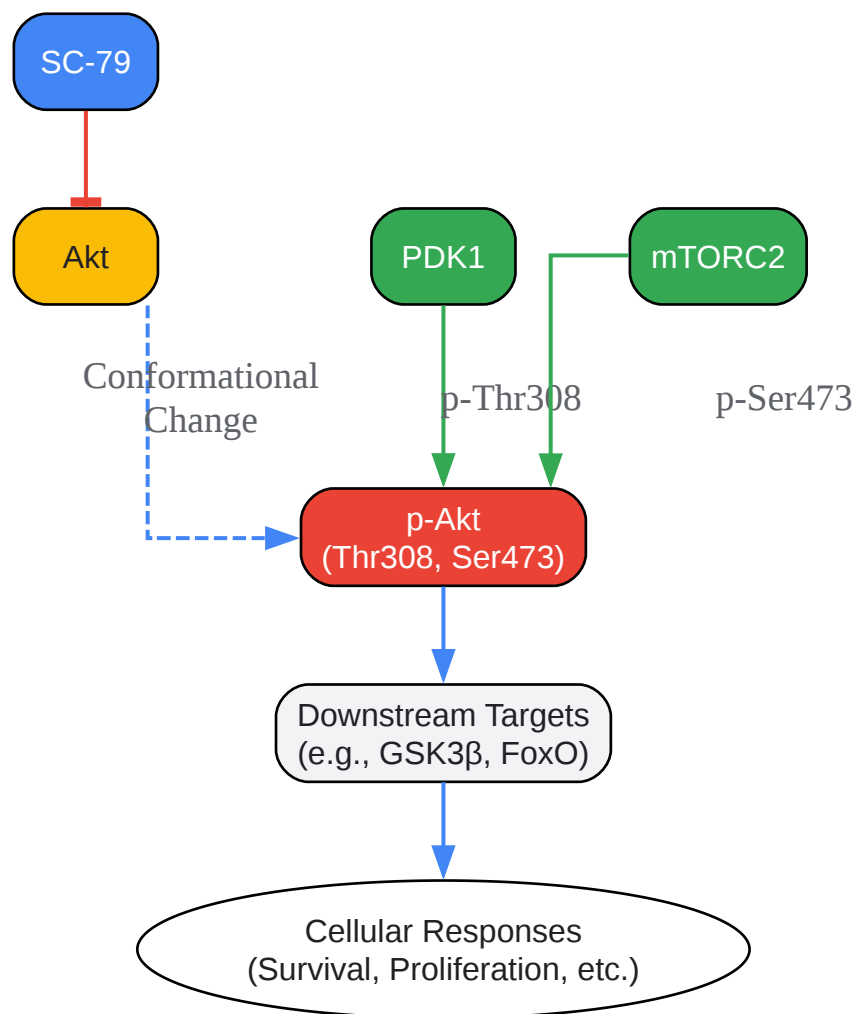 SC-79
Akt
PDK1
mTORC2
Conformational
Change
p-Thr308
p-Ser473
p-Akt
(Thr308, Ser473)
Downstream Targets
(e.g., GSK3β, FoxO)
Cellular Responses
(Survival, Proliferation, etc.)